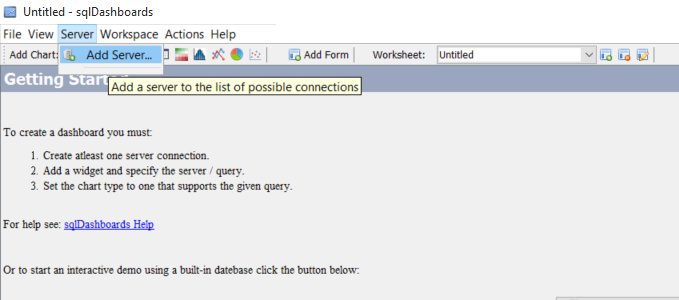 Untitled - sqlDashboards
File View Server Workspace Actions Help
Add Chart: Add Server... Add Form Worksheet: Untitled
Getting Start
Add a server to the list of possible connections
To create a dashboard you must:
1. Create atleast one server connection.
2. Add a widget and specify the server / query.
3. Set the chart type to one that supports the given query.
For help see: sqlDashboards Help
Or to start an interactive demo using a built-in datebase click the button below: